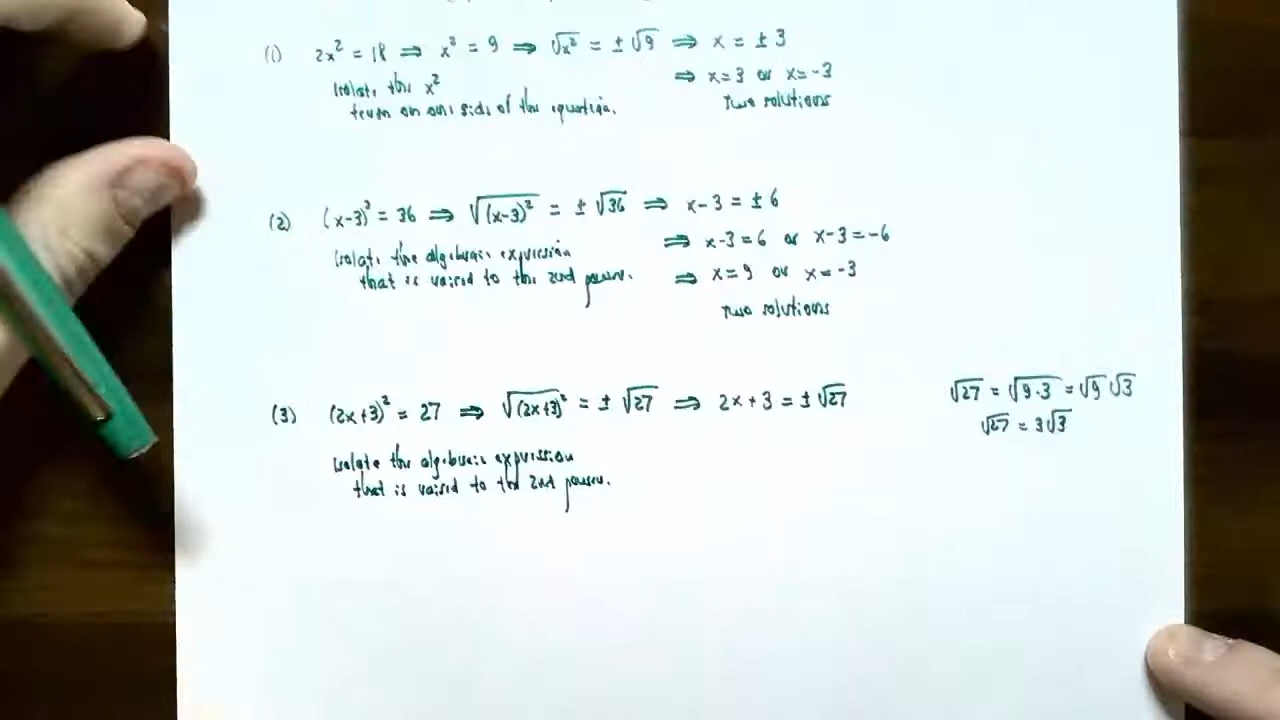 (1) 2x² = 18 ⇒ x² = 9 ⇒ √x² = ± √9 ⇒ x = ± 3
Isolate the x² ⇒ x = 3 or x = -3
term on one side of the equation. Two solutions
(2) (x-3)² = 36 ⇒ √(x-3)² = ± √36 ⇒ x-3 = ± 6
⇒ x-3 = 6 or x-3 = -6
Isolate the algebraic expression
that is raised to the 2nd power. ⇒ x = 9 or x = -3
Two solutions
(3) (2x+3)² = 27 ⇒ √(2x+3)² = ± √27 ⇒ 2x+3 = ± √27
√27 = √9·3 = √9 √3
√27 = 3√3
Isolate the algebraic expression
that is raised to the 2nd power.